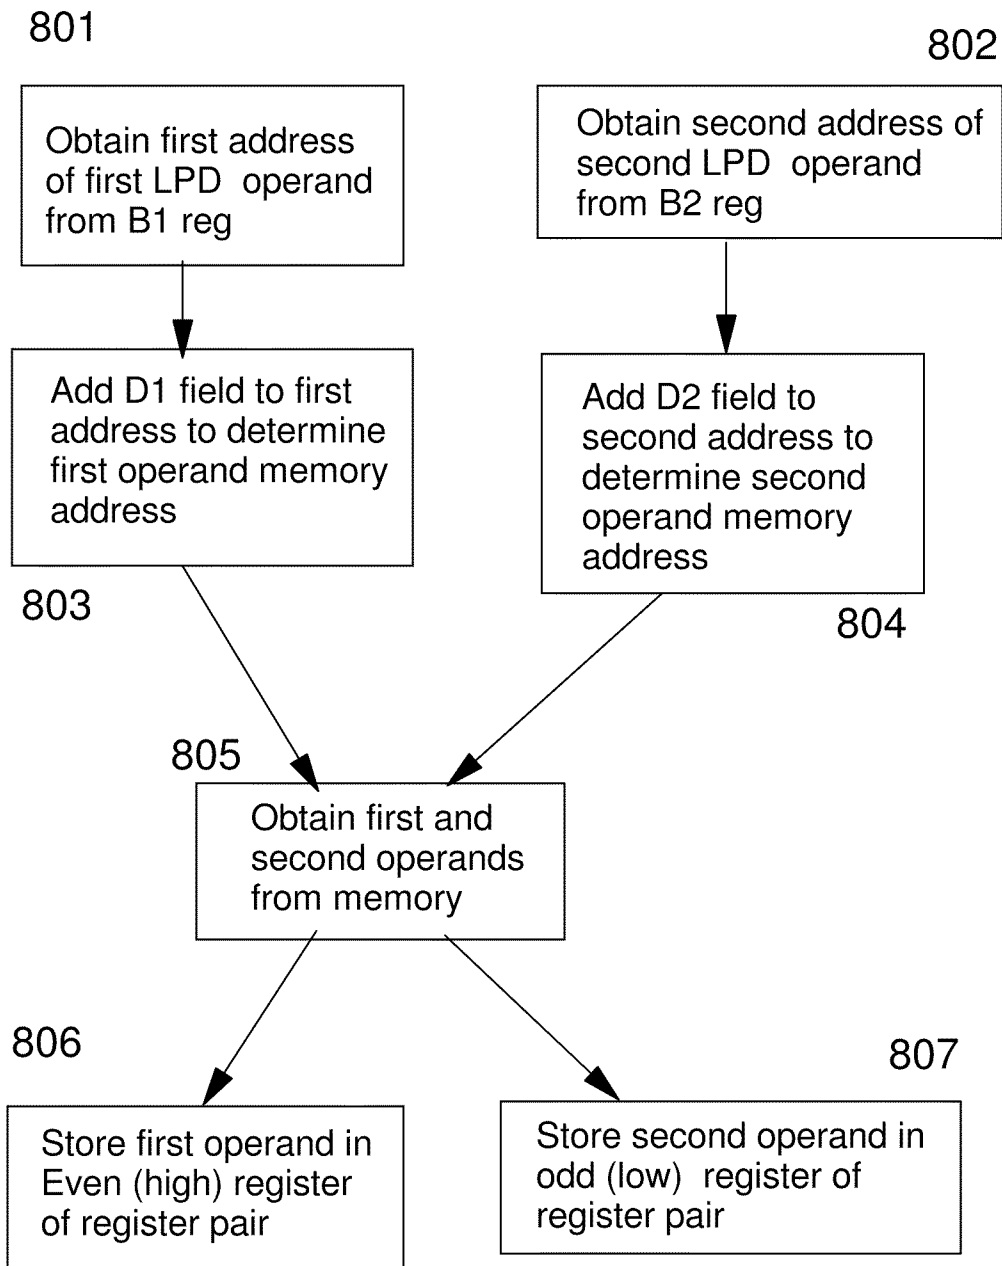 801
Obtain first address
of first LPD operand
from B1 reg
802
Obtain second address of
second LPD operand
from B2 reg
Add D1 field to first
address to determine
first operand memory
address
803
Add D2 field to
second address to
determine second
operand memory
address
804
805
Obtain first and
second operands
from memory
806
Store first operand in
Even (high) register
of register pair
807
Store second operand in
odd (low) register of
register pair